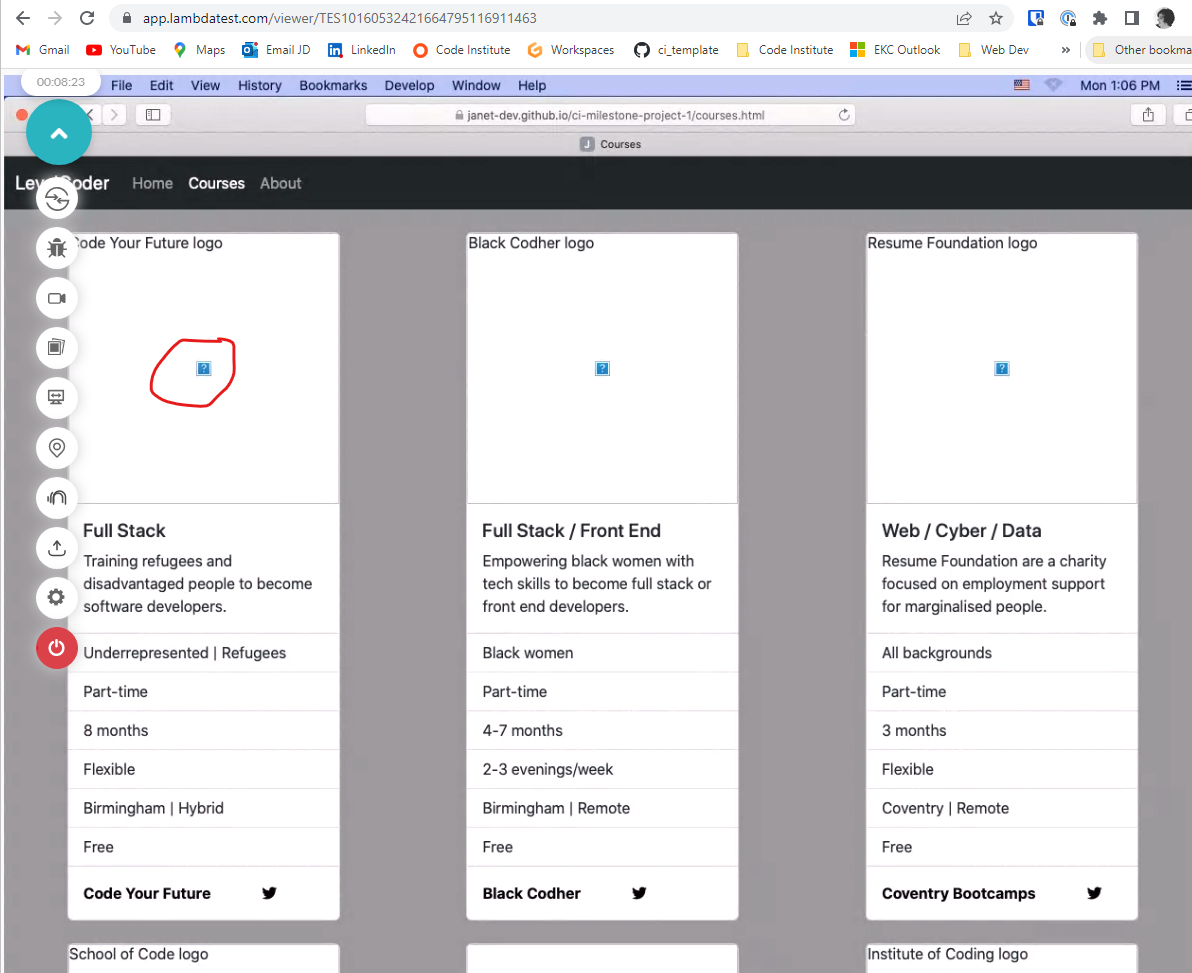 app.lambdatest.com/viewer/TES10160532421664795116911463
Gmail YouTube Maps Email JD LinkedIn Code Institute Workspaces ci_template Code Institute EKC Outlook Web Dev » Other bookma
00:08:23 File Edit View History Bookmarks Develop Window Help Mon 1:06 PM
janet-dev.github.io/ci-milestone-project-1/courses.html
J Courses
Home Courses About
Code Your Future logo Black Codher logo Resume Foundation logo
? ? ?
Full Stack
Training refugees and
disadvantaged people to become
software developers.
Underrepresented | Refugees
Part-time
8 months
Flexible
Birmingham | Hybrid
Free
Code Your Future
Full Stack / Front End
Empowering black women with
tech skills to become full stack or
front end developers.
Black women
Part-time
4-7 months
2-3 evenings/week
Birmingham | Remote
Free
Black Codher
Web / Cyber / Data
Resume Foundation are a charity
focused on employment support
for marginalised people.
All backgrounds
Part-time
3 months
Flexible
Coventry | Remote
Free
Coventry Bootcamps
School of Code logo Institute of Coding logo